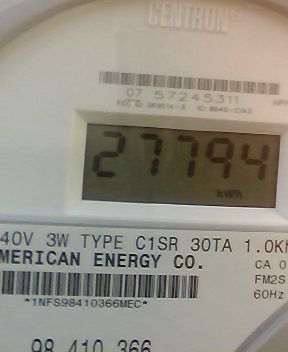 CENTRON®
07 57245311
27794
kWh
40V 3W TYPE C1SR 30TA 1.0K
MERICAN ENERGY CO.
CA 0
FM2S
60Hz
*1NFS98410366MEC*
98 410 366